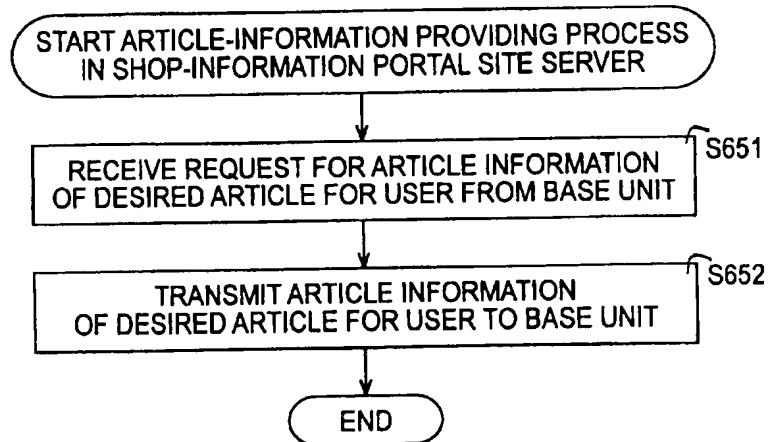 START ARTICLE-INFORMATION PROVIDING PROCESS
IN SHOP-INFORMATION PORTAL SITE SERVER
S651
RECEIVE REQUEST FOR ARTICLE INFORMATION
OF DESIRED ARTICLE FOR USER FROM BASE UNIT
S652
TRANSMIT ARTICLE INFORMATION
OF DESIRED ARTICLE FOR USER TO BASE UNIT
END